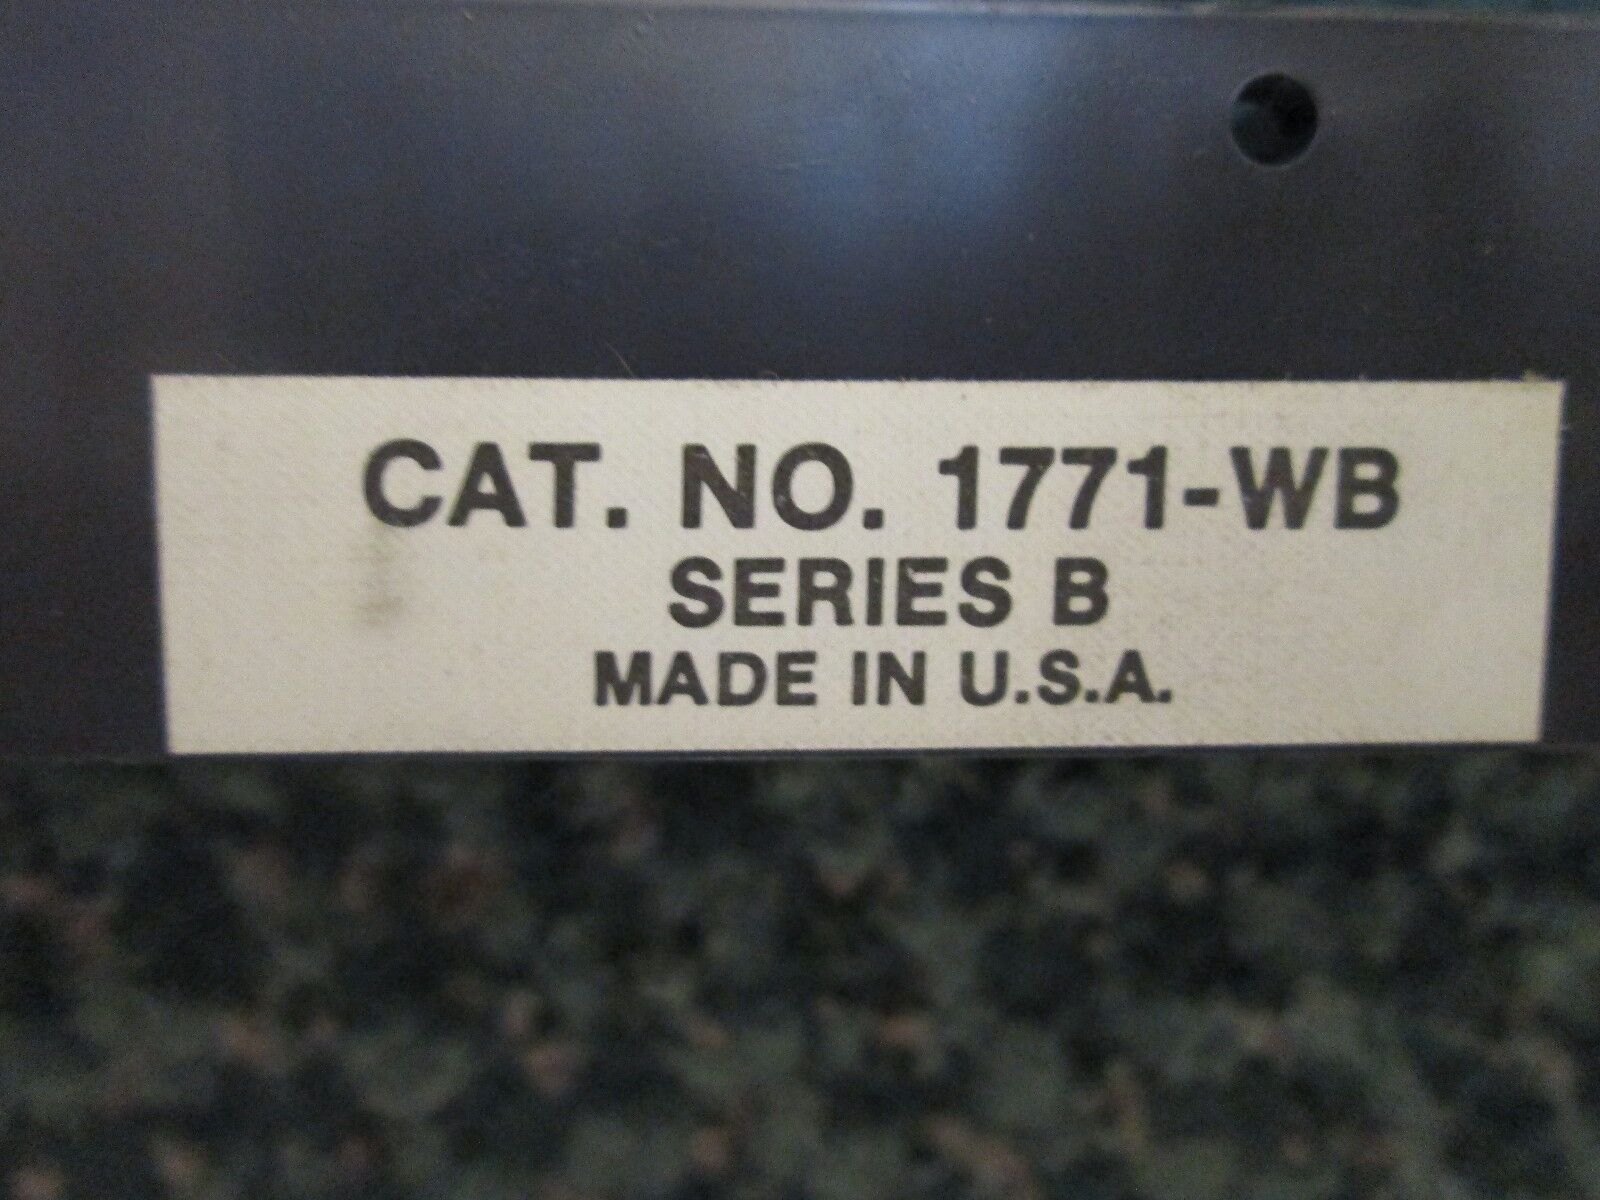 CAT. NO. 1771-WB
SERIES B
MADE IN U.S.A.